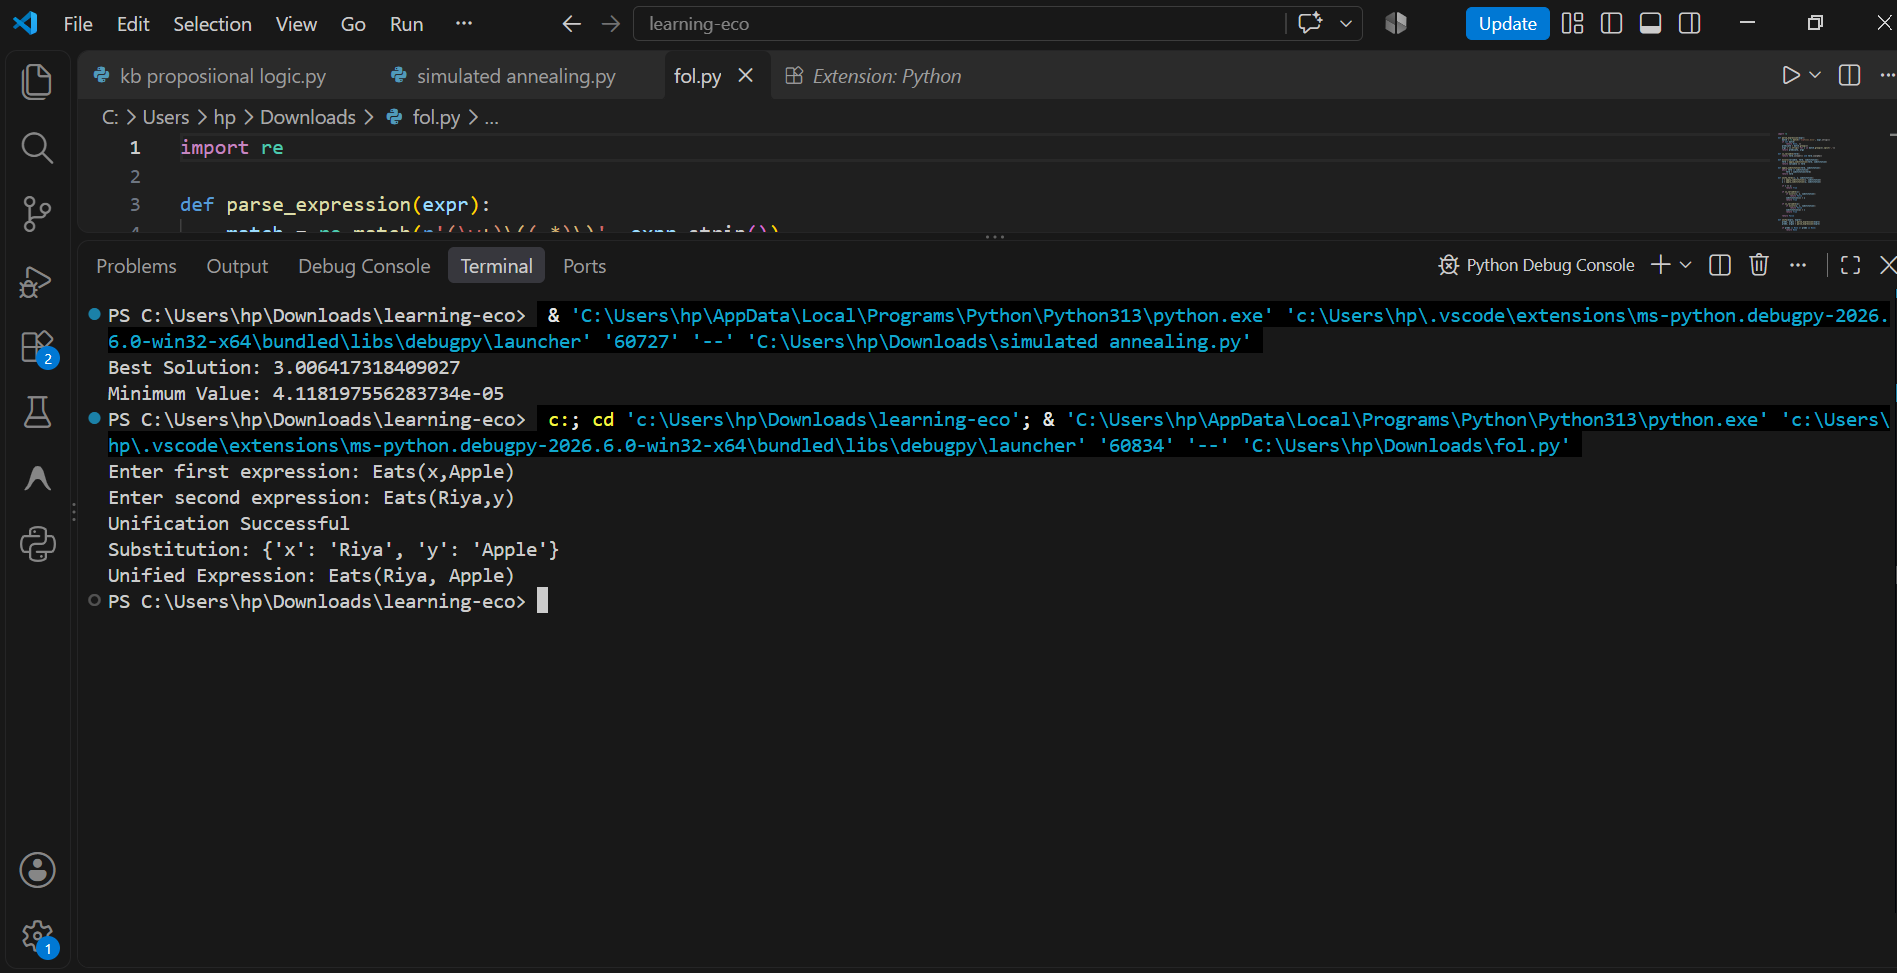 File Edit Selection View Go Run ··· learning-eco Update
kb proposiional logic.py simulated annealing.py fol.py Extension: Python
C: > Users > hp > Downloads > fol.py > ...
1 import re
2
3 def parse_expression(expr):
Problems Output Debug Console Terminal Ports Python Debug Console
PS C:\Users\hp\Downloads\learning-eco> & 'C:\Users\hp\AppData\Local\Programs\Python\Python313\python.exe' 'c:\Users\hp\.vscode\extensions\ms-python.debugpy-2026.
6.0-win32-x64\bundled\libs\debugpy\launcher' '60727' '--' 'C:\Users\hp\Downloads\simulated annealing.py'
Best Solution: 3.006417318409027
Minimum Value: 4.118197556283734e-05
PS C:\Users\hp\Downloads\learning-eco> c:; cd 'c:\Users\hp\Downloads\learning-eco'; & 'C:\Users\hp\AppData\Local\Programs\Python\Python313\python.exe' 'c:\Users\
hp\.vscode\extensions\ms-python.debugpy-2026.6.0-win32-x64\bundled\libs\debugpy\launcher' '60834' '--' 'C:\Users\hp\Downloads\fol.py'
Enter first expression: Eats(x,Apple)
Enter second expression: Eats(Riya,y)
Unification Successful
Substitution: {'x': 'Riya', 'y': 'Apple'}
Unified Expression: Eats(Riya, Apple)
PS C:\Users\hp\Downloads\learning-eco>
2
1